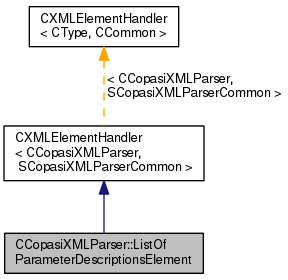 CXMLElementHandler
< CType, CCommon >
< CCopasiXMLParser,
SCopasiXMLParserCommon >
CXMLElementHandler
< CCopasiXMLParser,
SCopasiXMLParserCommon >
CCopasiXMLParser::ListOf
ParameterDescriptionsElement